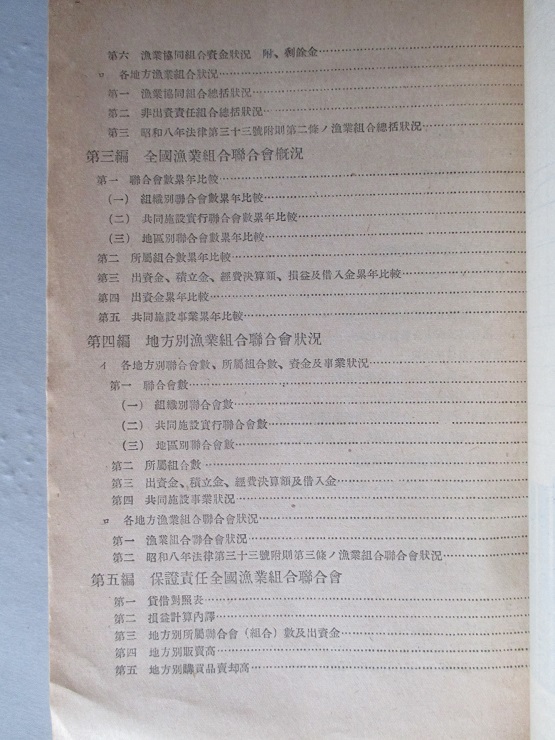 第六　漁業協同組合資金狀況　附、剩餘金
ロ　各地方漁業組合狀況
第一　漁業協同組合總括狀況
第二　非出資責任組合總括狀況
第三　昭和八年法律第三十三號附則第二條ノ漁業組合總括狀況
第三編　全國漁業組合聯合會槪況
第一　聯合會數累年比較
(一)　組織別聯合會數累年比較
(二)　共同施設實行聯合會數累年比較
(三)　地區別聯合會數累年比較
第二　所屬組合數累年比較
第三　出資金、積立金、經費決算額、損益及借入金累年比較
第四　出資金累年比較
第五　共同施設事業累年比較
第四編　地方別漁業組合聯合會狀況
イ　各地方別聯合會數、所屬組合數、資金及事業狀況
第一　聯合會數
(一)　組織別聯合會數
(二)　共同施設實行聯合會數
(三)　地區別聯合會數
第二　所屬組合數
第三　出資金、積立金、經費決算額及借入金
第四　共同施設事業狀況
ロ　各地方漁業組合聯合會狀況
第一　漁業組合聯合會狀況
第二　昭和八年法律第三十三號附則第三條ノ漁業組合聯合會狀況
第五編　保證責任全國漁業組合聯合會
第一　貸借對照表
第二　損益計算內譯
第三　地方別所屬聯合會(組合)數及出資金
第四　地方別販賣高
第五　地方別購買品賣却高